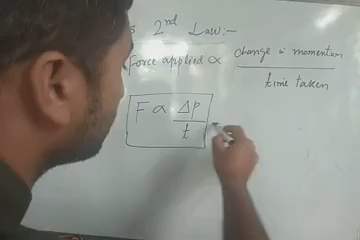 s 2nd Law:-
Force applied ∝ change in momentum / time taken
F ∝ Δp / t